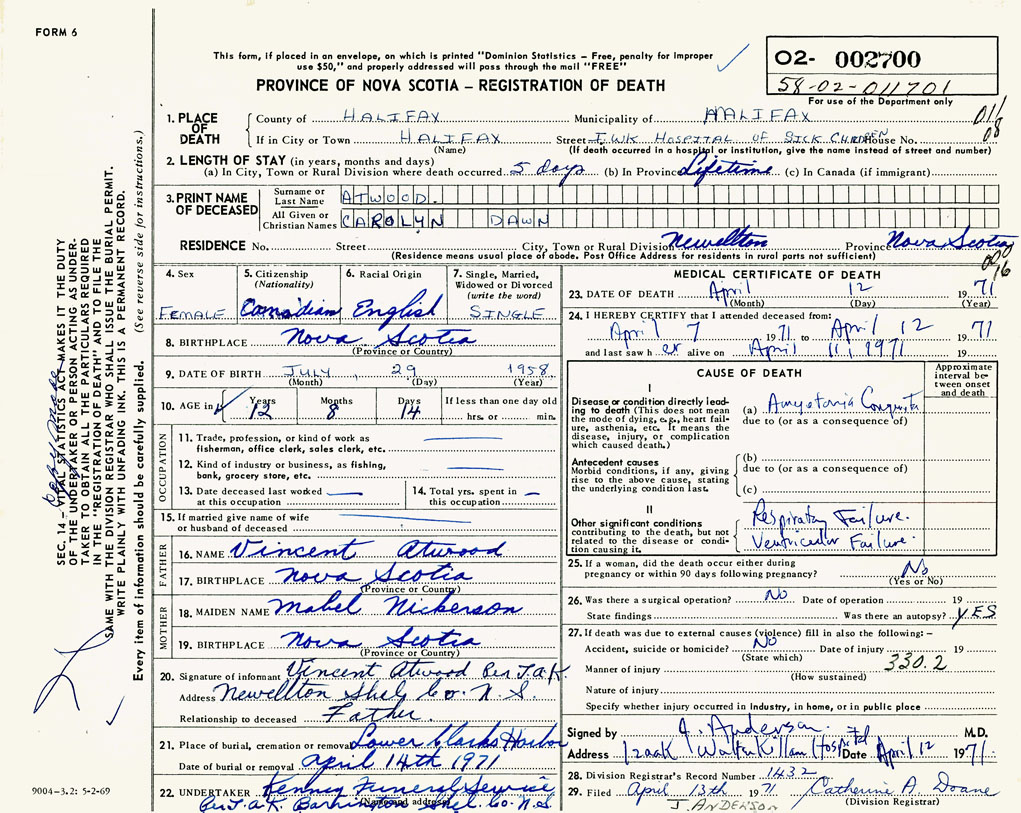 FORM 6
This form, if placed in an envelope, on which is printed "Dominion Statistics – Free, penalty for improper
use $50," and properly addressed will pass through the mail "FREE"
PROVINCE OF NOVA SCOTIA – REGISTRATION OF DEATH
02- 002700
58-02-011701
For use of the Department only
1. PLACE OF DEATH
County of HALIFAX Municipality of HALIFAX 011
If in City or Town HALIFAX Street I.W.K HOSPITAL OF SICK CHILDREN House No. 08
(Name) (If death occurred in a hospital or institution, give the name instead of street and number)
2. LENGTH OF STAY (in years, months and days)
(a) In City, Town or Rural Division where death occurred 5 days (b) In Province Lifetime (c) In Canada (if immigrant)
3. PRINT NAME OF DECEASED
Surname or Last Name ATWOOD.
All Given or Christian Names CAROLYN DAWN
RESIDENCE No. Street City, Town or Rural Division Newellton Province Nova Scotia
(Residence means usual place of abode. Post Office Address for residents in rural parts not sufficient)
16
4. Sex FEMALE
5. Citizenship (Nationality) Canadian
6. Racial Origin English
7. Single, Married, Widowed or Divorced (write the word) SINGLE
8. BIRTHPLACE Nova Scotia
(Province or Country)
9. DATE OF BIRTH JULY 29 1958
(Month) (Day) (Year)
10. AGE in Years 12 Months 8 Days 14 If less than one day old hrs. or min.
OCCUPATION
11. Trade, profession, or kind of work as
fisherman, office clerk, sales clerk, etc.
12. Kind of industry or business, as fishing,
bank, grocery store, etc.
13. Date deceased last worked
at this occupation
14. Total yrs. spent in
this occupation
15. If married give name of wife
or husband of deceased
FATHER
16. NAME Vincent Atwood
17. BIRTHPLACE Nova Scotia
(Province or Country)
MOTHER
18. MAIDEN NAME Mabel Nickerson
19. BIRTHPLACE Nova Scotia
(Province or Country)
20. Signature of informant Vincent Atwood Per J.A.K.
Address Newellton Shel. Co. N.S.
Relationship to deceased Father.
21. Place of burial, cremation or removal Lower Clarks Harbor
Date of burial or removal April 14th 1971
22. UNDERTAKER Kenney Funeral Service
(Name and address)
Per J.A.K. Barrington Shel. Co. N.S.
MEDICAL CERTIFICATE OF DEATH
23. DATE OF DEATH April 12 1971
(Month) (Day) (Year)
24. I HEREBY CERTIFY that I attended deceased from:
April 7 1971 to April 12 1971
and last saw her alive on April 11, 1971 19
CAUSE OF DEATH
Approximate interval between onset and death
I
Disease or condition directly leading to death (This does not mean the mode of dying, e.g., heart failure, asthenia, etc. It means the disease, injury, or complication which caused death.)
(a) Amyotonia Congenita
due to (or as a consequence of)
Antecedent causes
Morbid conditions, if any, giving rise to the above cause, stating the underlying condition last.
(b)
due to (or as a consequence of)
(c)
II
Other significant conditions
contributing to the death, but not related to the disease or condition causing it.
Respiratory Failure.
Ventricular Failure.
25. If a woman, did the death occur either during
pregnancy or within 90 days following pregnancy? No
(Yes or No)
26. Was there a surgical operation? No Date of operation 19
State findings Was there an autopsy? YES
27. If death was due to external causes (violence) fill in also the following: –
Accident, suicide or homicide? No Date of injury 19
(State which)
Manner of injury 330.2
(How sustained)
Nature of injury
Specify whether injury occurred in industry, in home, or in public place
Signed by J. Anderson M.D.
Address Izaak Walter Killam Hospital Date April 12 1971.
28. Division Registrar's Record Number 1432
29. Filed April 13th 1971 Catherine A. Doane
(Division Registrar)
J. ANDERSON
SEC. 14 – VITAL STATISTICS ACT MAKES IT THE DUTY
OF THE UNDERTAKER OR PERSON ACTING AS UNDER-
TAKER TO OBTAIN ALL THE PARTICULARS REQUIRED
IN THE "REGISTRATION OF DEATH" AND TO FILE THE
SAME WITH THE DIVISION REGISTRAR WHO SHALL ISSUE THE BURIAL PERMIT.
WRITE PLAINLY WITH UNFADING INK. THIS IS A PERMANENT RECORD.
Every item of information should be carefully supplied. (See reverse side for instructions.)
9004-3.2: 5-2-69